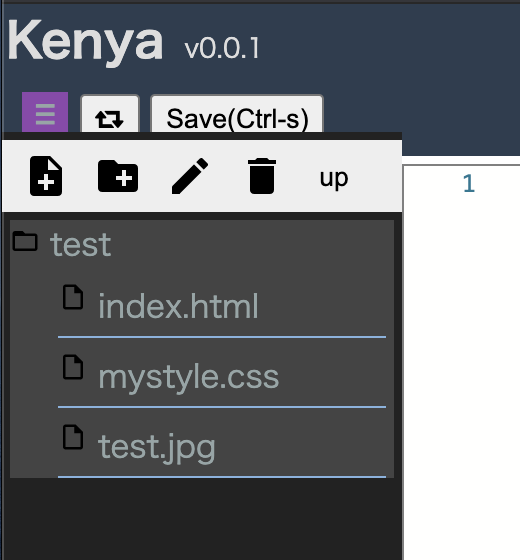 Kenya v0.0.1
Save(Ctrl-s)
up
1
test
index.html
mystyle.css
test.jpg